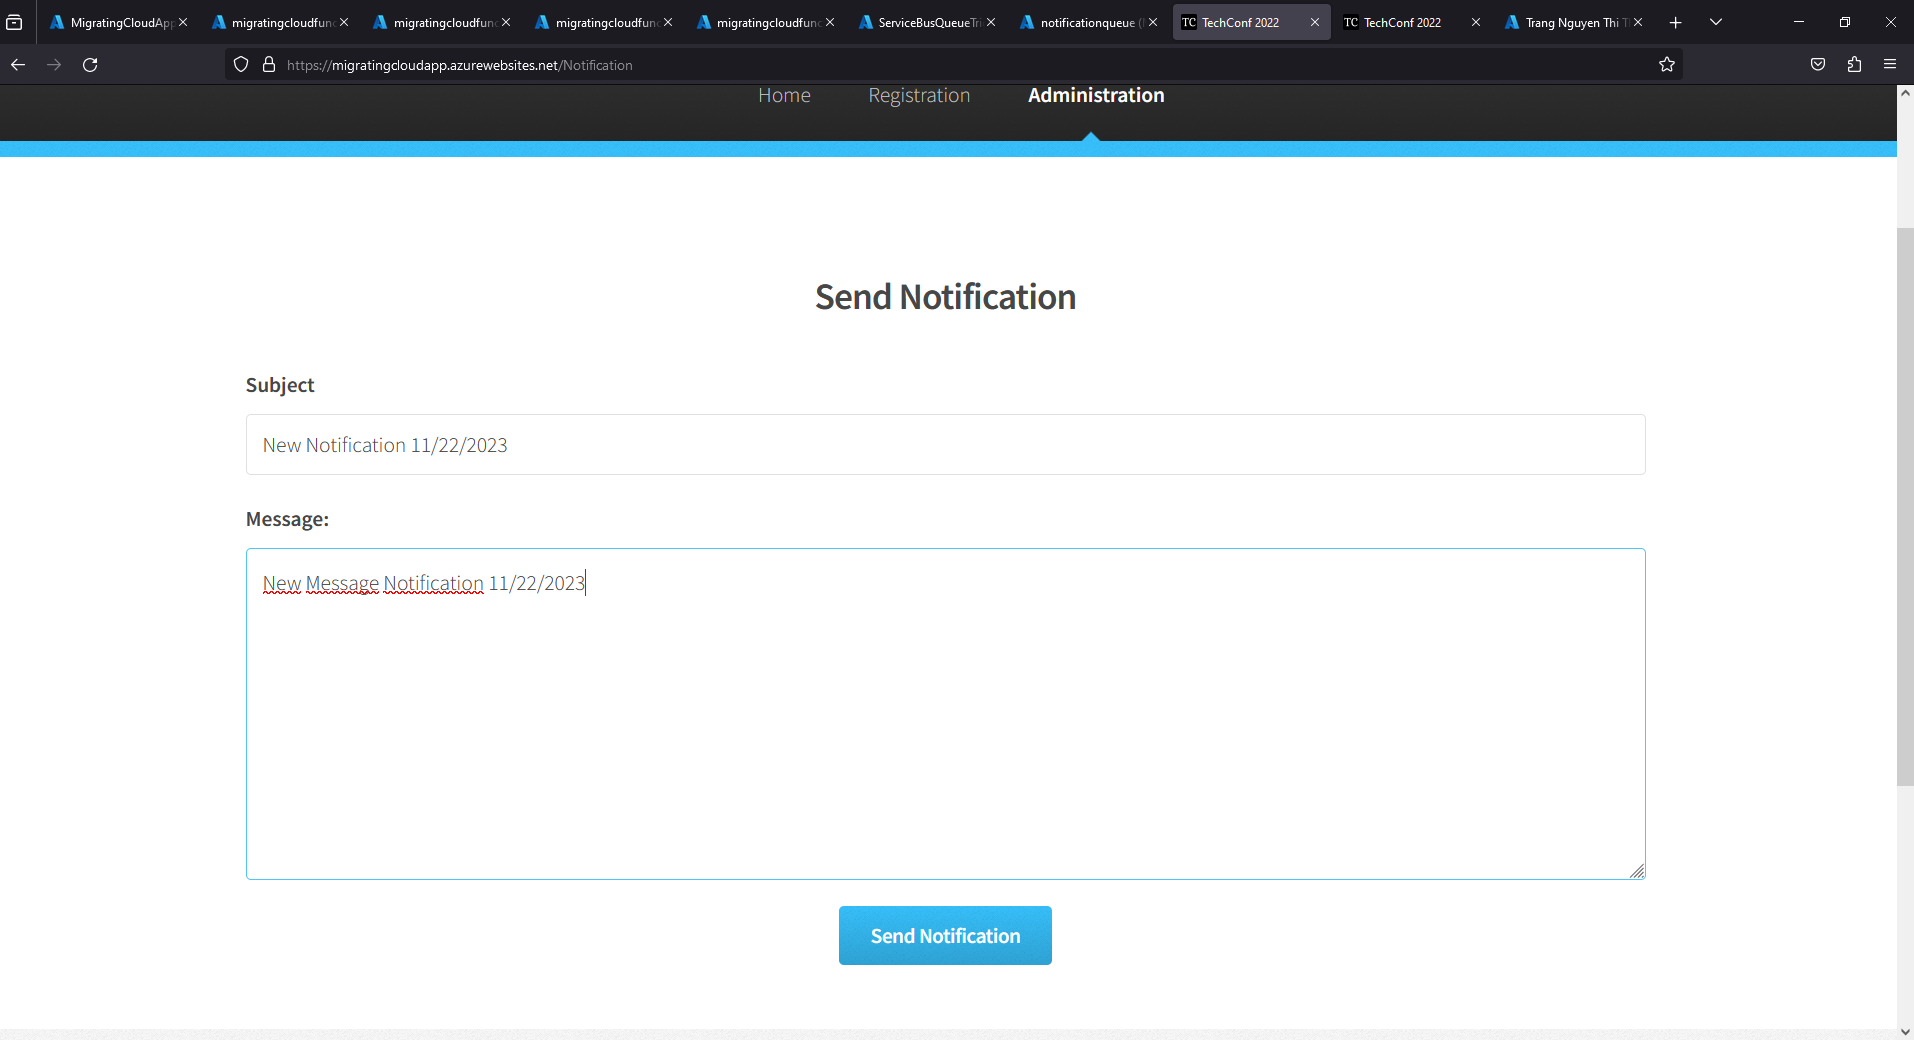 MigratingCloudApp
migratingcloudfunc
migratingcloudfunc
migratingcloudfunc
migratingcloudfunc
ServiceBusQueueTri
notificationqueue (
TC TechConf 2022
TC TechConf 2022
Trang Nguyen Thi T
https://migratingcloudapp.azurewebsites.net/Notification
Home
Registration
Administration
Send Notification
Subject
New Notification 11/22/2023
Message:
New Message Notification 11/22/2023
Send Notification